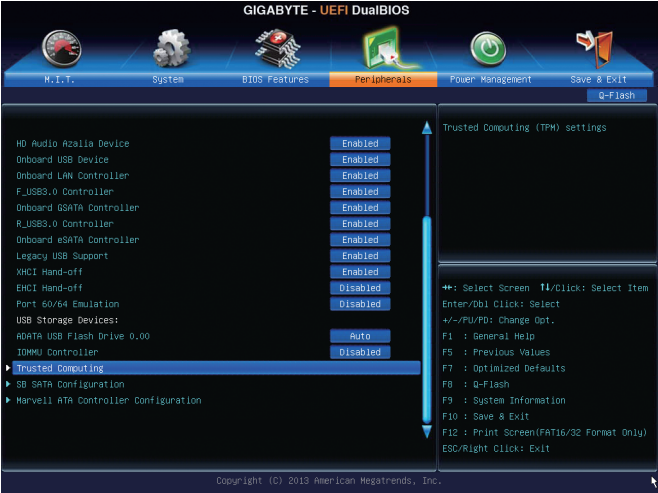 GIGABYTE - UEFI DualBIOS
M.I.T. System BIOS Features Peripherals Power Management Save & Exit
Q-Flash
Trusted Computing (TPM) settings
HD Audio Azalia Device Enabled
Onboard USB Device Enabled
Onboard LAN Controller Enabled
F_USB3.0 Controller Enabled
Onboard GSATA Controller Enabled
R_USB3.0 Controller Enabled
Onboard eSATA Controller Enabled
Legacy USB Support Enabled
XHCI Hand-off Enabled
EHCI Hand-off Disabled
Port 60/64 Emulation Disabled
USB Storage Devices:
ADATA USB Flash Drive 0.00 Auto
IOMMU Controller Disabled
Trusted Computing
SB SATA Configuration
Marvell ATA Controller Configuration
→←: Select Screen ↑↓/Click: Select Item
Enter/Dbl Click: Select
+/-/PU/PD: Change Opt.
F1 : General Help
F5 : Previous Values
F7 : Optimized Defaults
F8 : Q-Flash
F9 : System Information
F10 : Save & Exit
F12 : Print Screen(FAT16/32 Format Only)
ESC/Right Click: Exit
Copyright (C) 2013 American Megatrends, Inc.